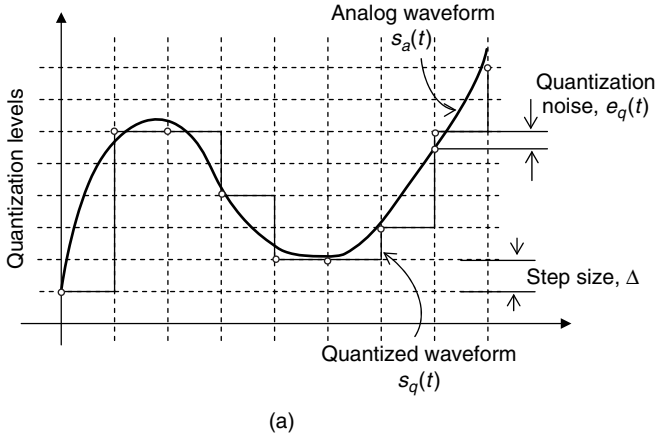 Analog waveform
s_a(t)
Quantization
noise, e_q(t)
Quantization levels
Step size, Δ
Quantized waveform
s_q(t)
(a)